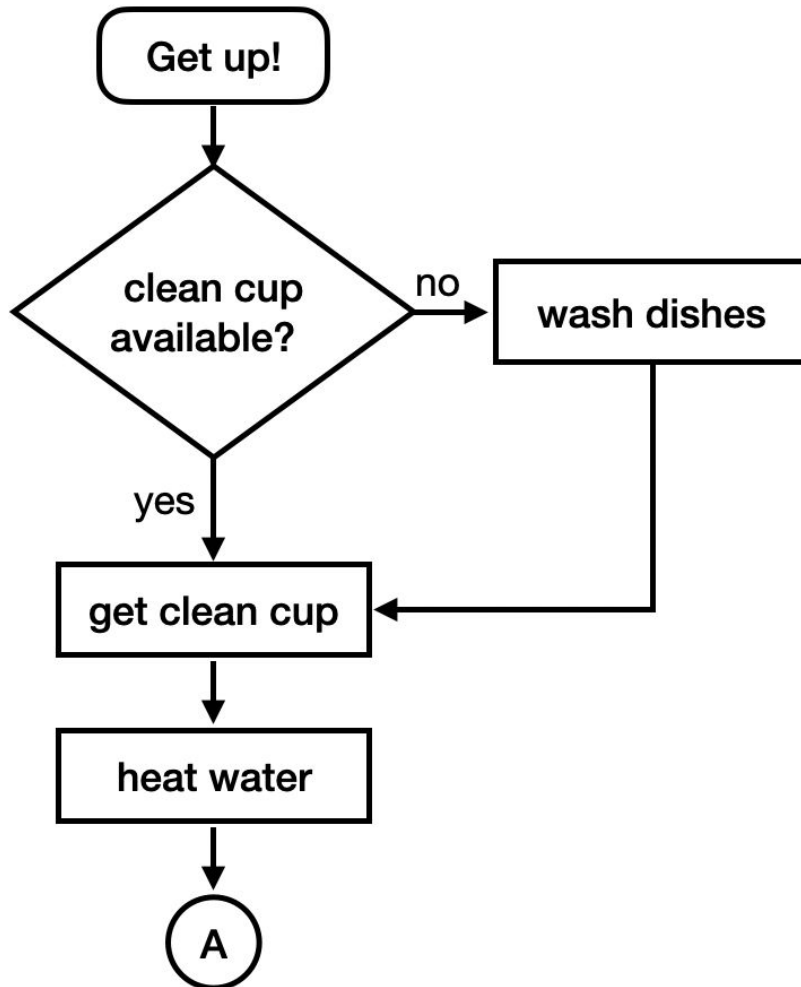 Get up!
clean cup
available?
no
wash dishes
yes
get clean cup
heat water
A